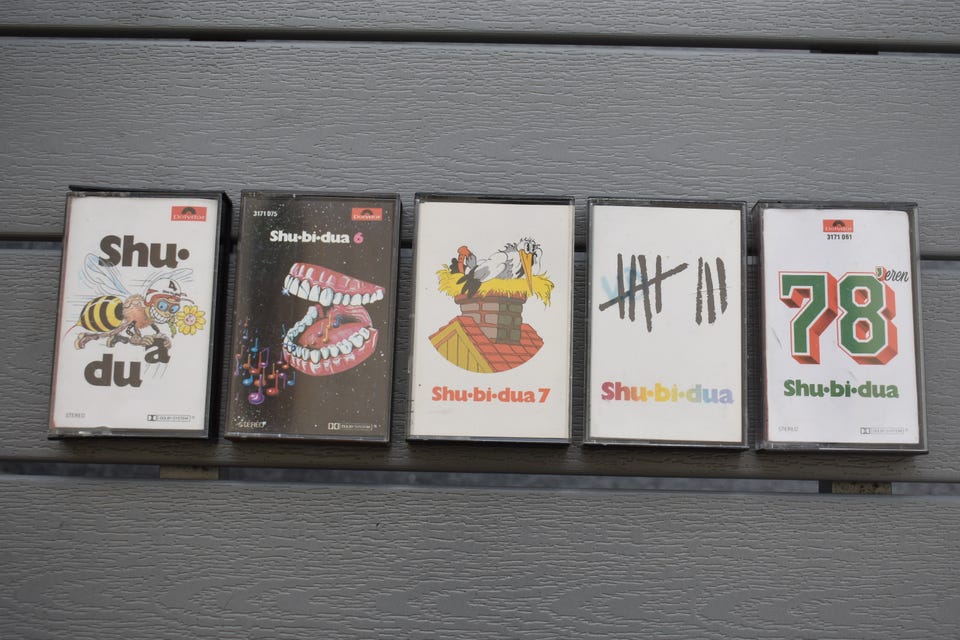 Polydor
Shu•
du a
STEREO
DOLBY SYSTEM
3171 075
Polydor
Shu•bi•dua 6
STEREO
DOLBY SYSTEM
Shu•bi•dua 7
Shu•bi•dua
Polydor
3171 061
78'eren
Shu•bi•dua
STEREO
DOLBY SYSTEM